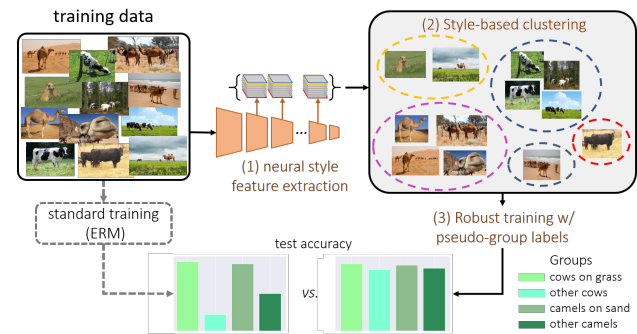 training data
(2) Style-based clustering
(1) neural style
feature extraction
standard training
(ERM)
(3) Robust training w/
pseudo-group labels
test accuracy
vs.
Groups
cows on grass
other cows
camels on sand
other camels